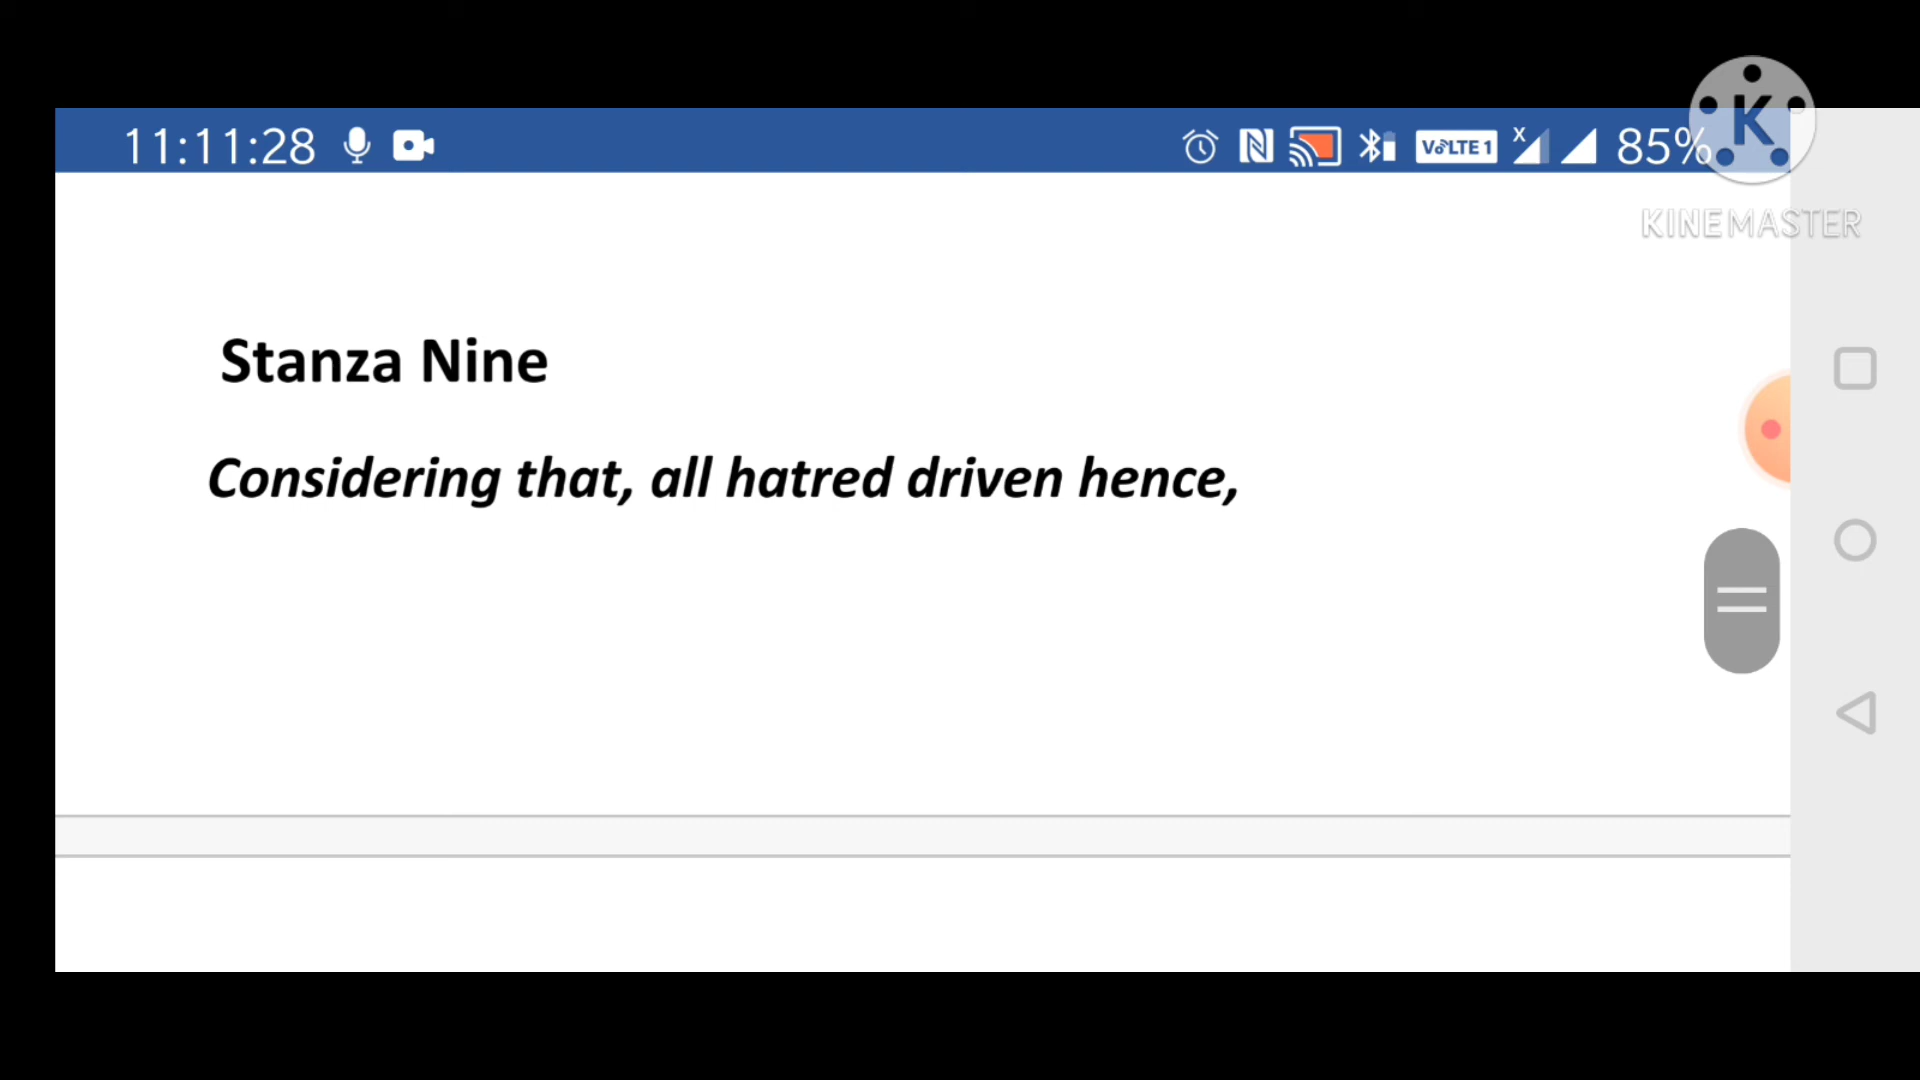 11:11:28 VoLTE 1 x 85%
K
KINEMASTER
Stanza Nine
Considering that, all hatred driven hence,